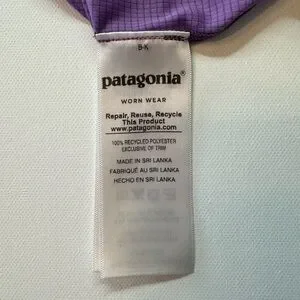 B-K
patagonia®
WORN WEAR
Repair, Reuse, Recycle
This Product
www.patagonia.com
100% RECYCLED POLYESTER
EXCLUSIVE OF TRIM
MADE IN SRI LANKA
FABRIQUÉ AU SRI LANKA
HECHO EN SRI LANKA